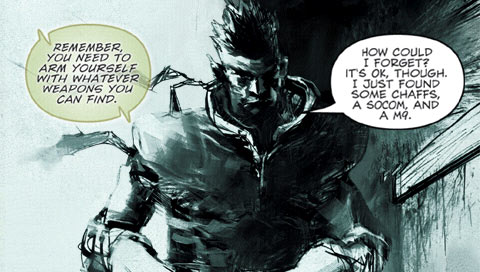 REMEMBER,
YOU NEED TO
ARM YOURSELF
WITH WHATEVER
WEAPONS YOU
CAN FIND.
HOW COULD
I FORGET?
IT'S OK, THOUGH.
I JUST FOUND
SOME CHAFFS,
A SOCOM, AND
A M9.